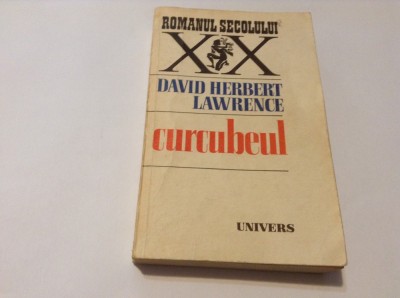 ROMANUL SECOLULUI
XX
DAVID HERBERT
LAWRENCE
curcubeul
UNIVERS